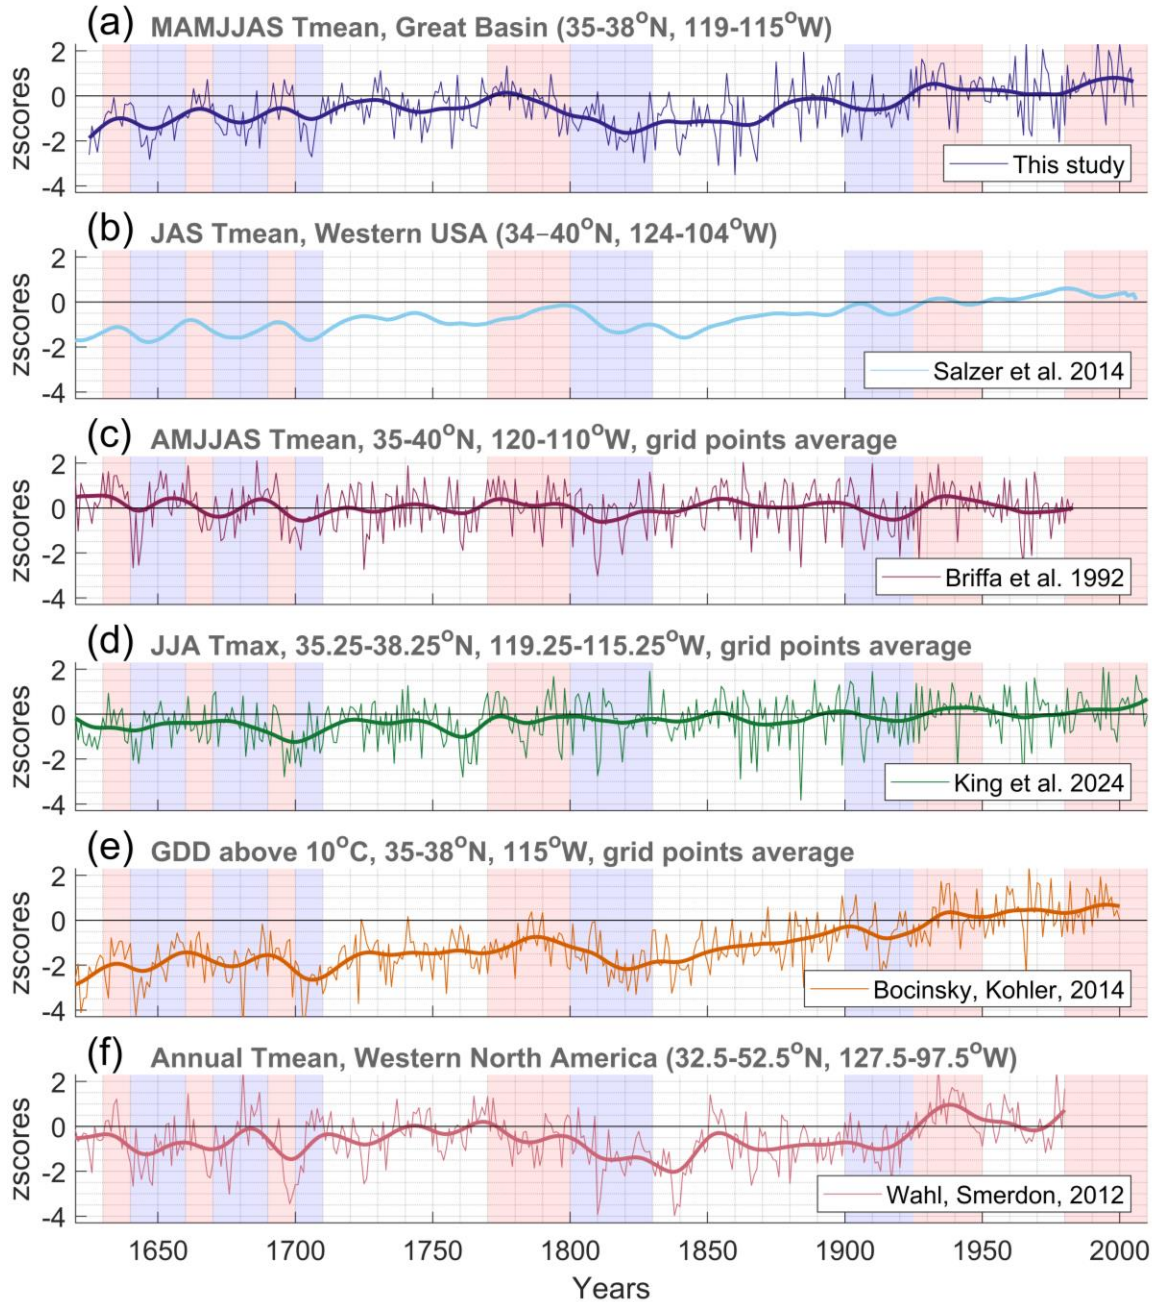 (a) MAMJJAS Tmean, Great Basin (35-38°N, 119-115°W)
zscores
2
0
-2
-4
This study
(b) JAS Tmean, Western USA (34–40°N, 124-104°W)
zscores
2
0
-2
-4
Salzer et al. 2014
(c) AMJJAS Tmean, 35-40°N, 120-110°W, grid points average
zscores
2
0
-2
-4
Briffa et al. 1992
(d) JJA Tmax, 35.25-38.25°N, 119.25-115.25°W, grid points average
zscores
2
0
-2
-4
King et al. 2024
(e) GDD above 10°C, 35-38°N, 115°W, grid points average
zscores
2
0
-2
-4
Bocinsky, Kohler, 2014
(f) Annual Tmean, Western North America (32.5-52.5°N, 127.5-97.5°W)
zscores
2
0
-2
-4
Wahl, Smerdon, 2012
1650 1700 1750 1800 1850 1900 1950 2000
Years